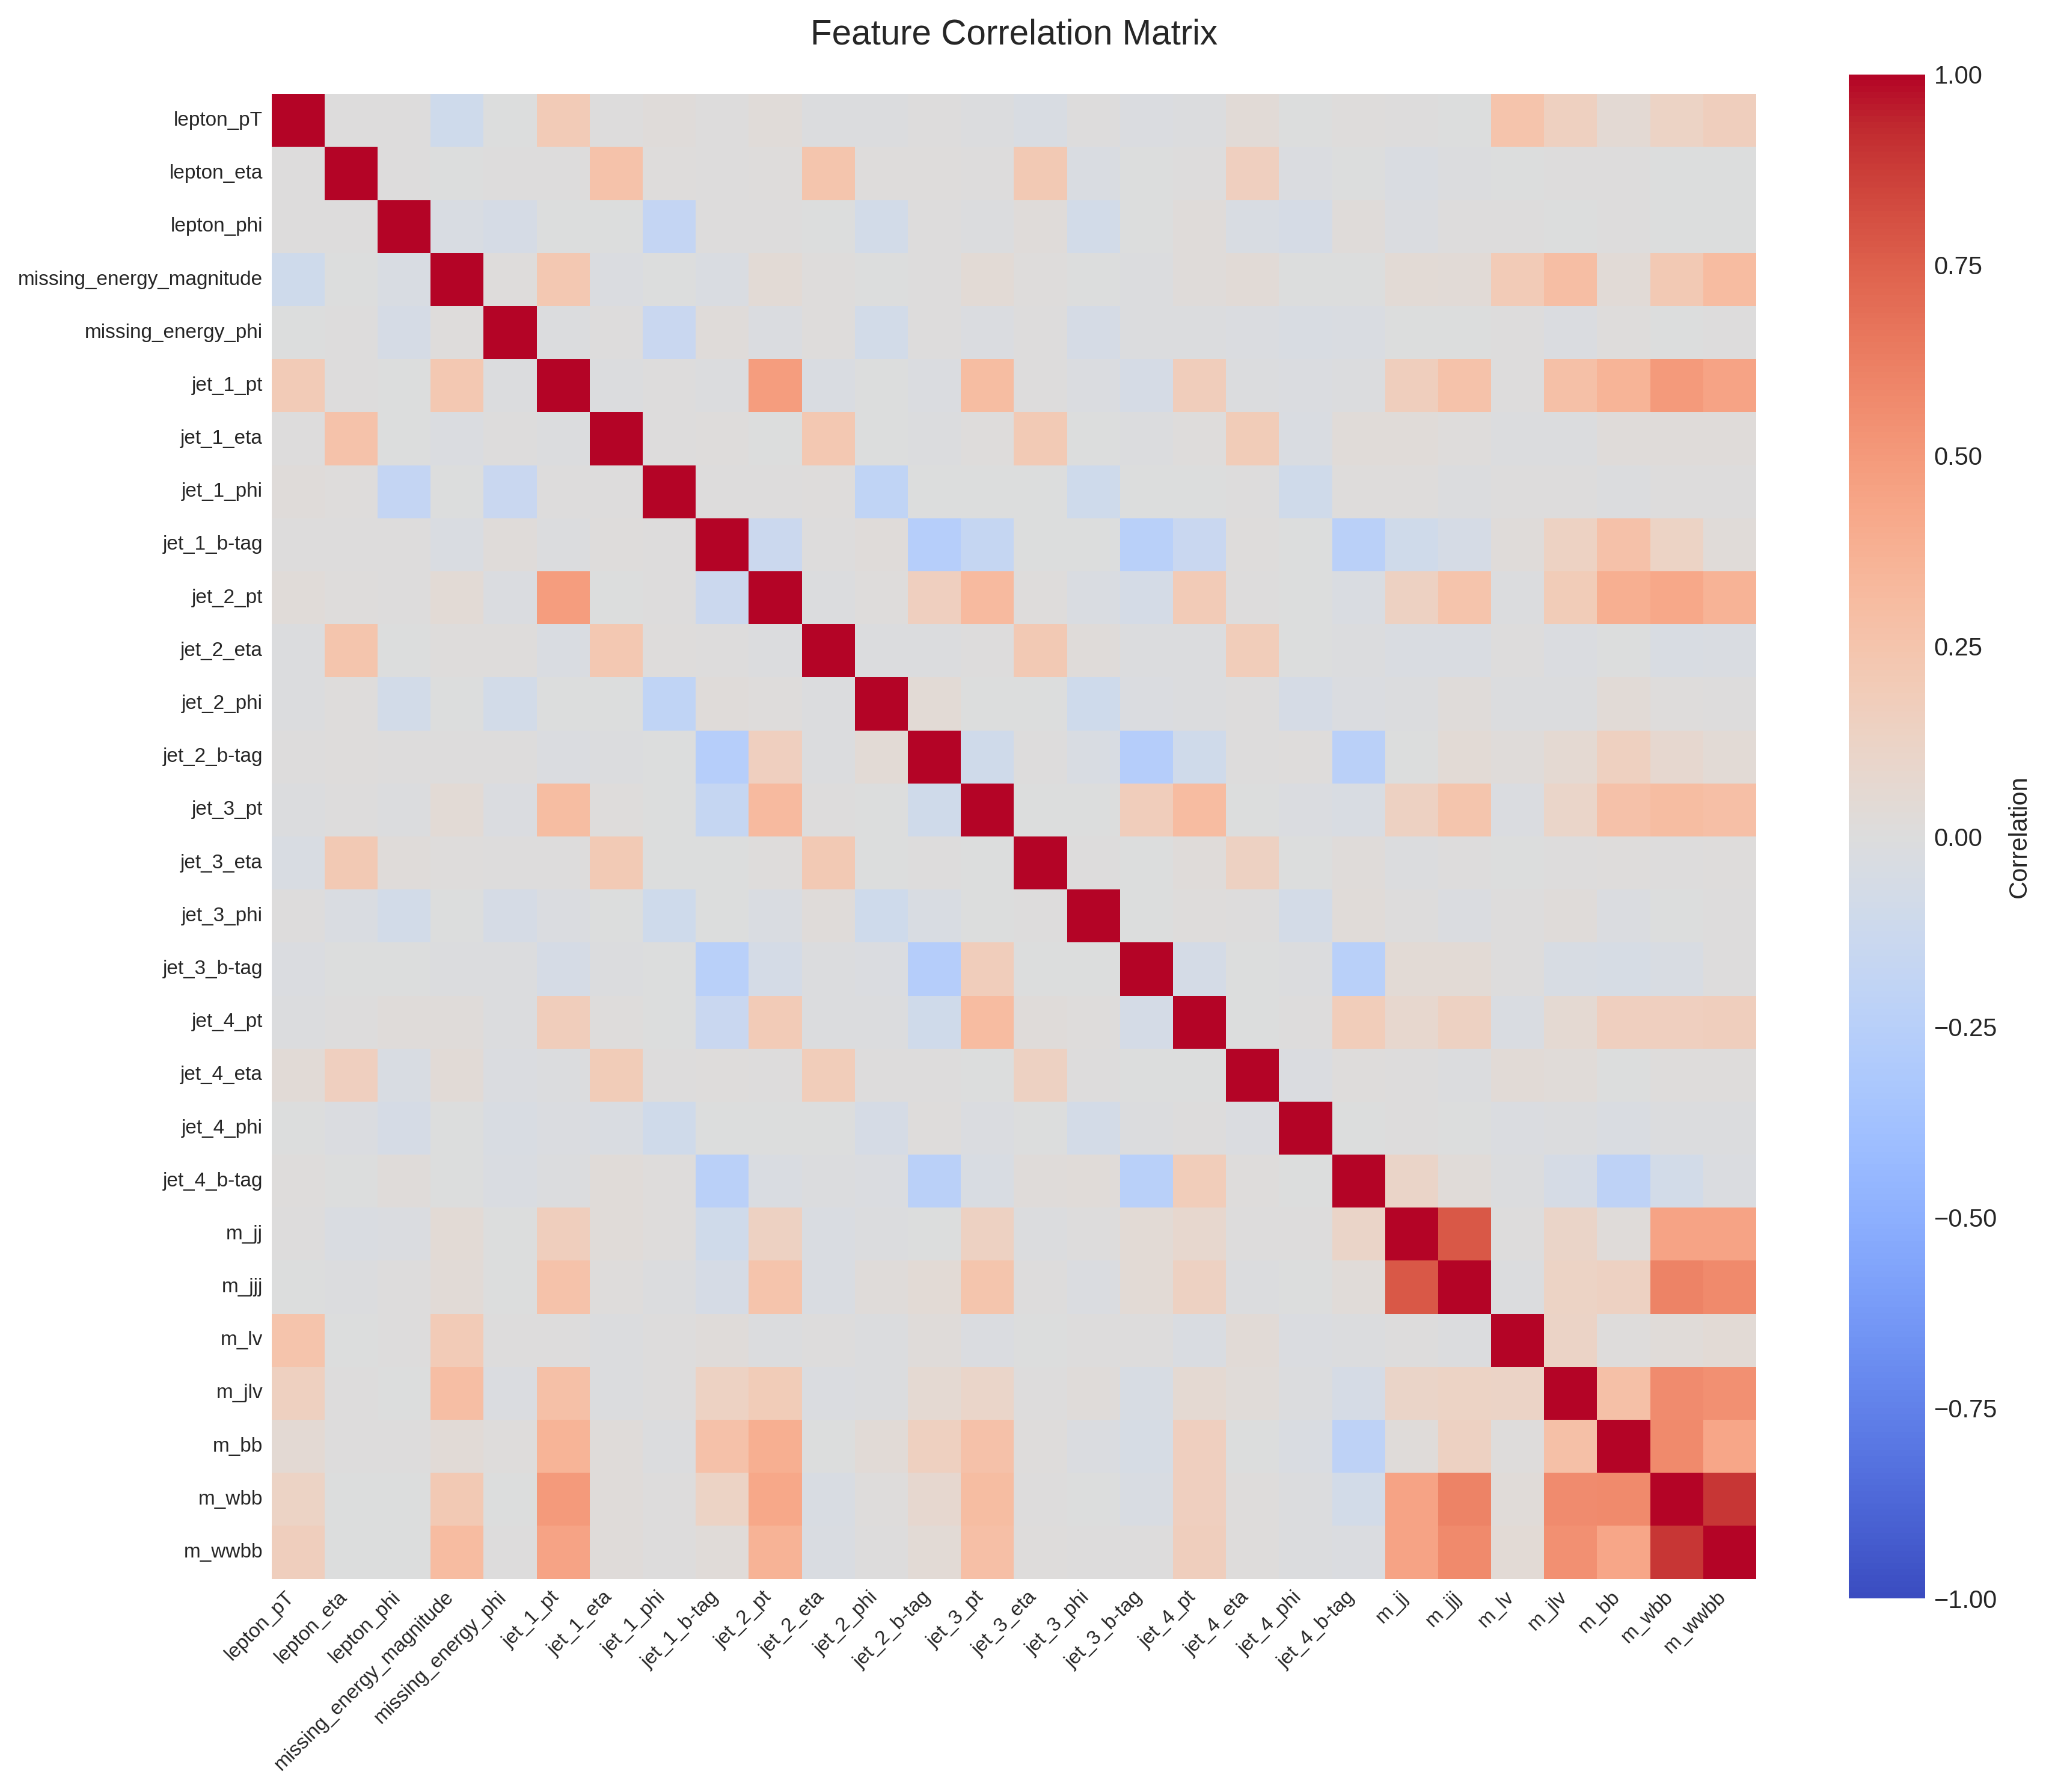 Feature Correlation Matrix
lepton_pT
lepton_eta
lepton_phi
missing_energy_magnitude
missing_energy_phi
jet_1_pt
jet_1_eta
jet_1_phi
jet_1_b-tag
jet_2_pt
jet_2_eta
jet_2_phi
jet_2_b-tag
jet_3_pt
jet_3_eta
jet_3_phi
jet_3_b-tag
jet_4_pt
jet_4_eta
jet_4_phi
jet_4_b-tag
m_jj
m_jjj
m_lv
m_jlv
m_bb
m_wbb
m_wwbb
lepton_pT
lepton_eta
lepton_phi
missing_energy_magnitude
missing_energy_phi
jet_1_pt
jet_1_eta
jet_1_phi
jet_1_b-tag
jet_2_pt
jet_2_eta
jet_2_phi
jet_2_b-tag
jet_3_pt
jet_3_eta
jet_3_phi
jet_3_b-tag
jet_4_pt
jet_4_eta
jet_4_phi
jet_4_b-tag
m_jj
m_jjj
m_lv
m_jlv
m_bb
m_wbb
m_wwbb
1.00
0.75
0.50
0.25
0.00
−0.25
−0.50
−0.75
−1.00
Correlation